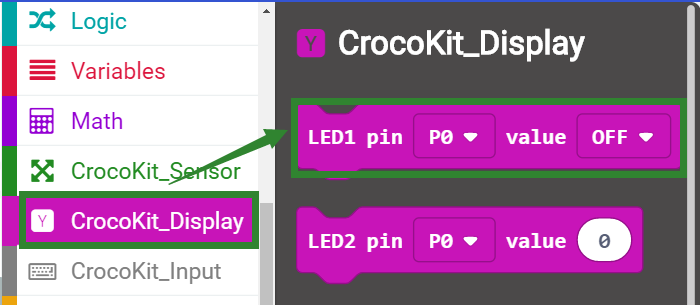 Logic
Variables
Math
CrocoKit_Sensor
Y CrocoKit_Display
CrocoKit_Input
Y CrocoKit_Display
LED1 pin P0 value OFF
LED2 pin P0 value 0